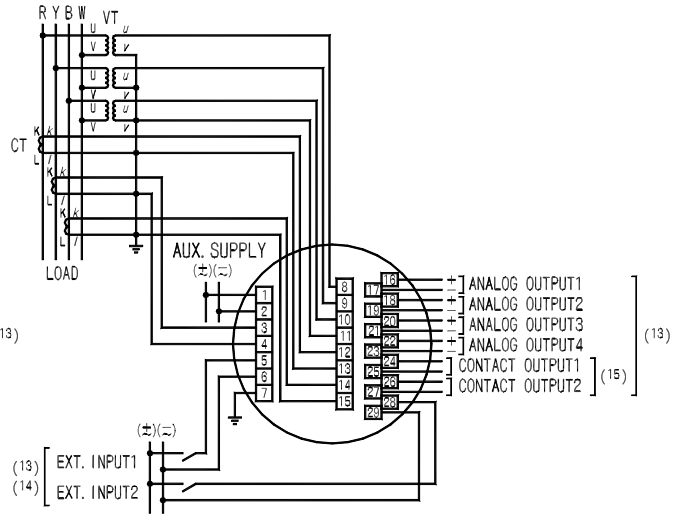 R Y B W VT
U u
V v
U u
V v
U u
V v
CT
K k
L l
K k
L l
K k
L l
LOAD
AUX. SUPPLY
(±)(−)
1
2
3
4
5
6
7
8
9
10
11
12
13
14
15
16
17
18
19
20
21
22
23
24
25
26
27
28
29
+
− ANALOG OUTPUT1
+
− ANALOG OUTPUT2
+
− ANALOG OUTPUT3
+
− ANALOG OUTPUT4
CONTACT OUTPUT1
CONTACT OUTPUT2
(15)
(13)
13)
(±)(−)
(13)
(14)
EXT. INPUT1
EXT. INPUT2